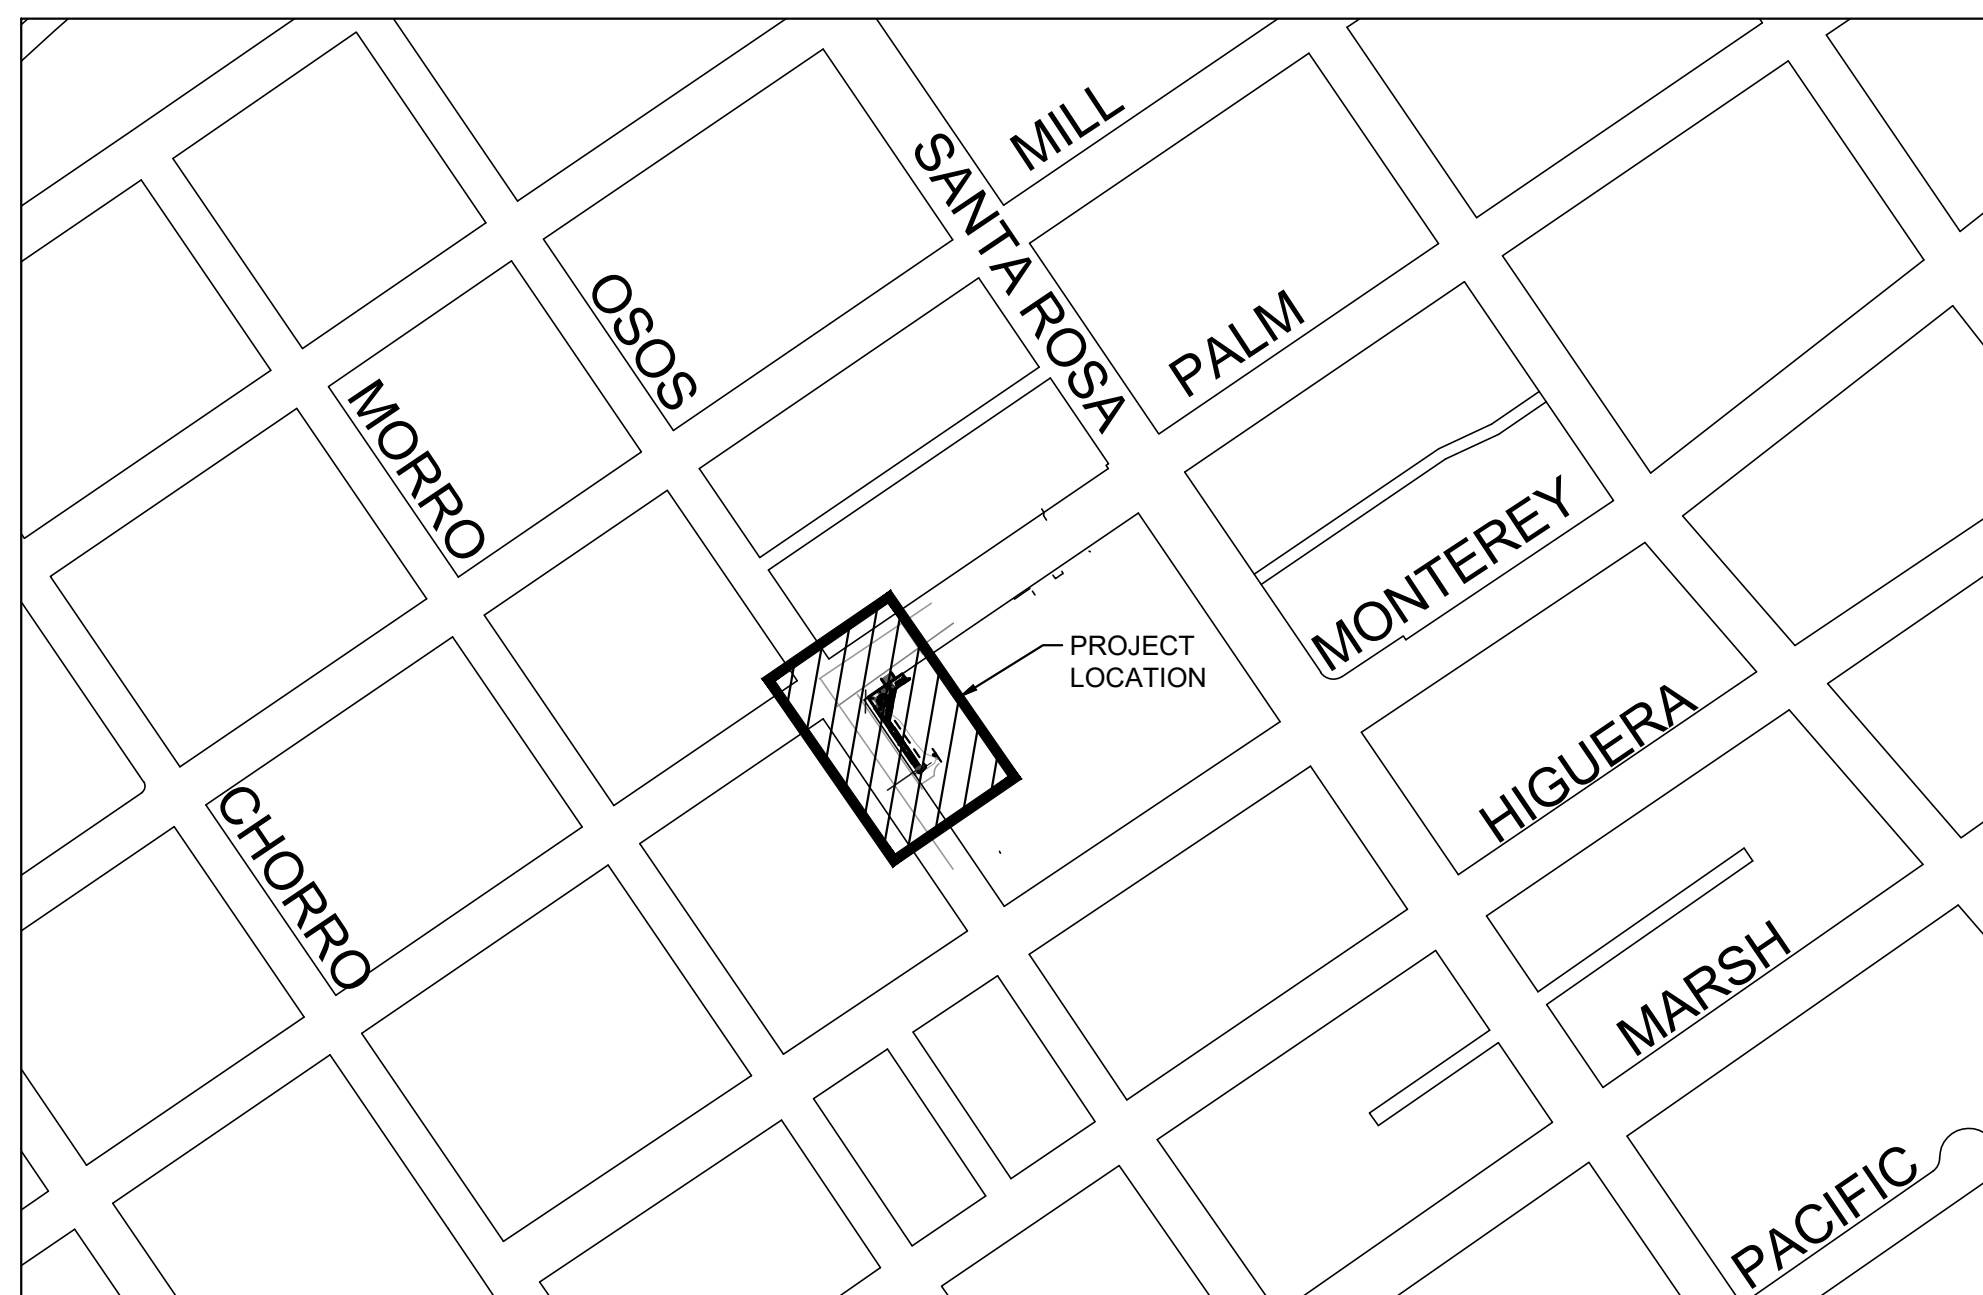 MILL
SANTA ROSA
OSOS
PALM
MORRO
MONTEREY
PROJECT
LOCATION
HIGUERA
CHORRO
MARSH
PACIFIC